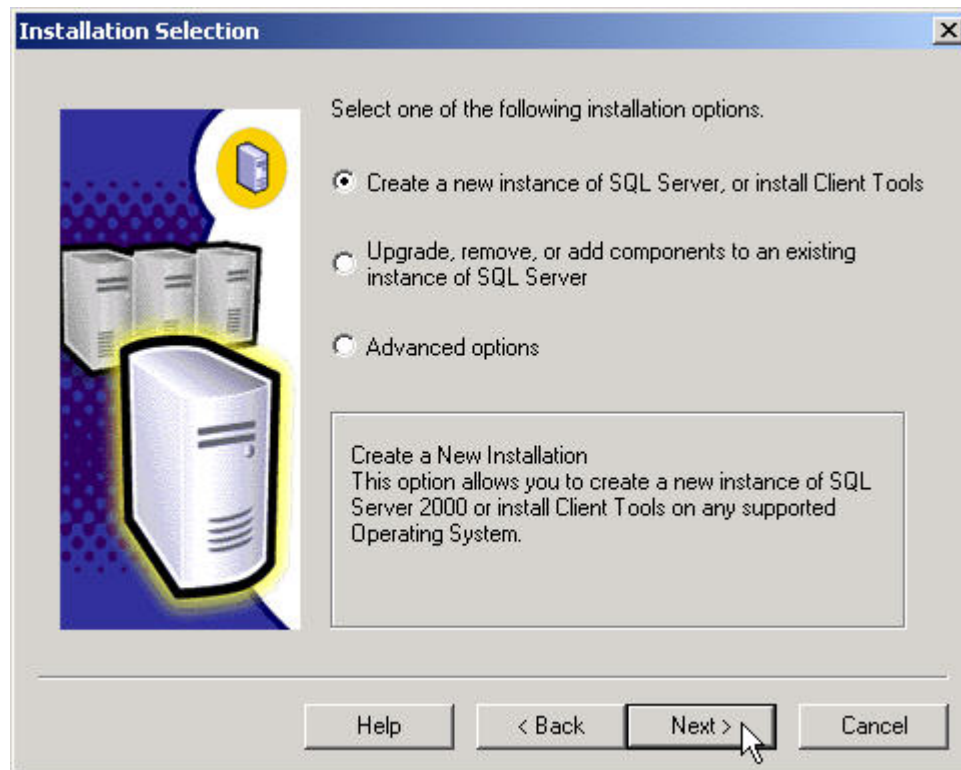 Installation Selection
Select one of the following installation options.
Create a new instance of SQL Server, or install Client Tools
Upgrade, remove, or add components to an existing
instance of SQL Server
Advanced options
Create a New Installation
This option allows you to create a new instance of SQL
Server 2000 or install Client Tools on any supported
Operating System.
Help
< Back
Next >
Cancel